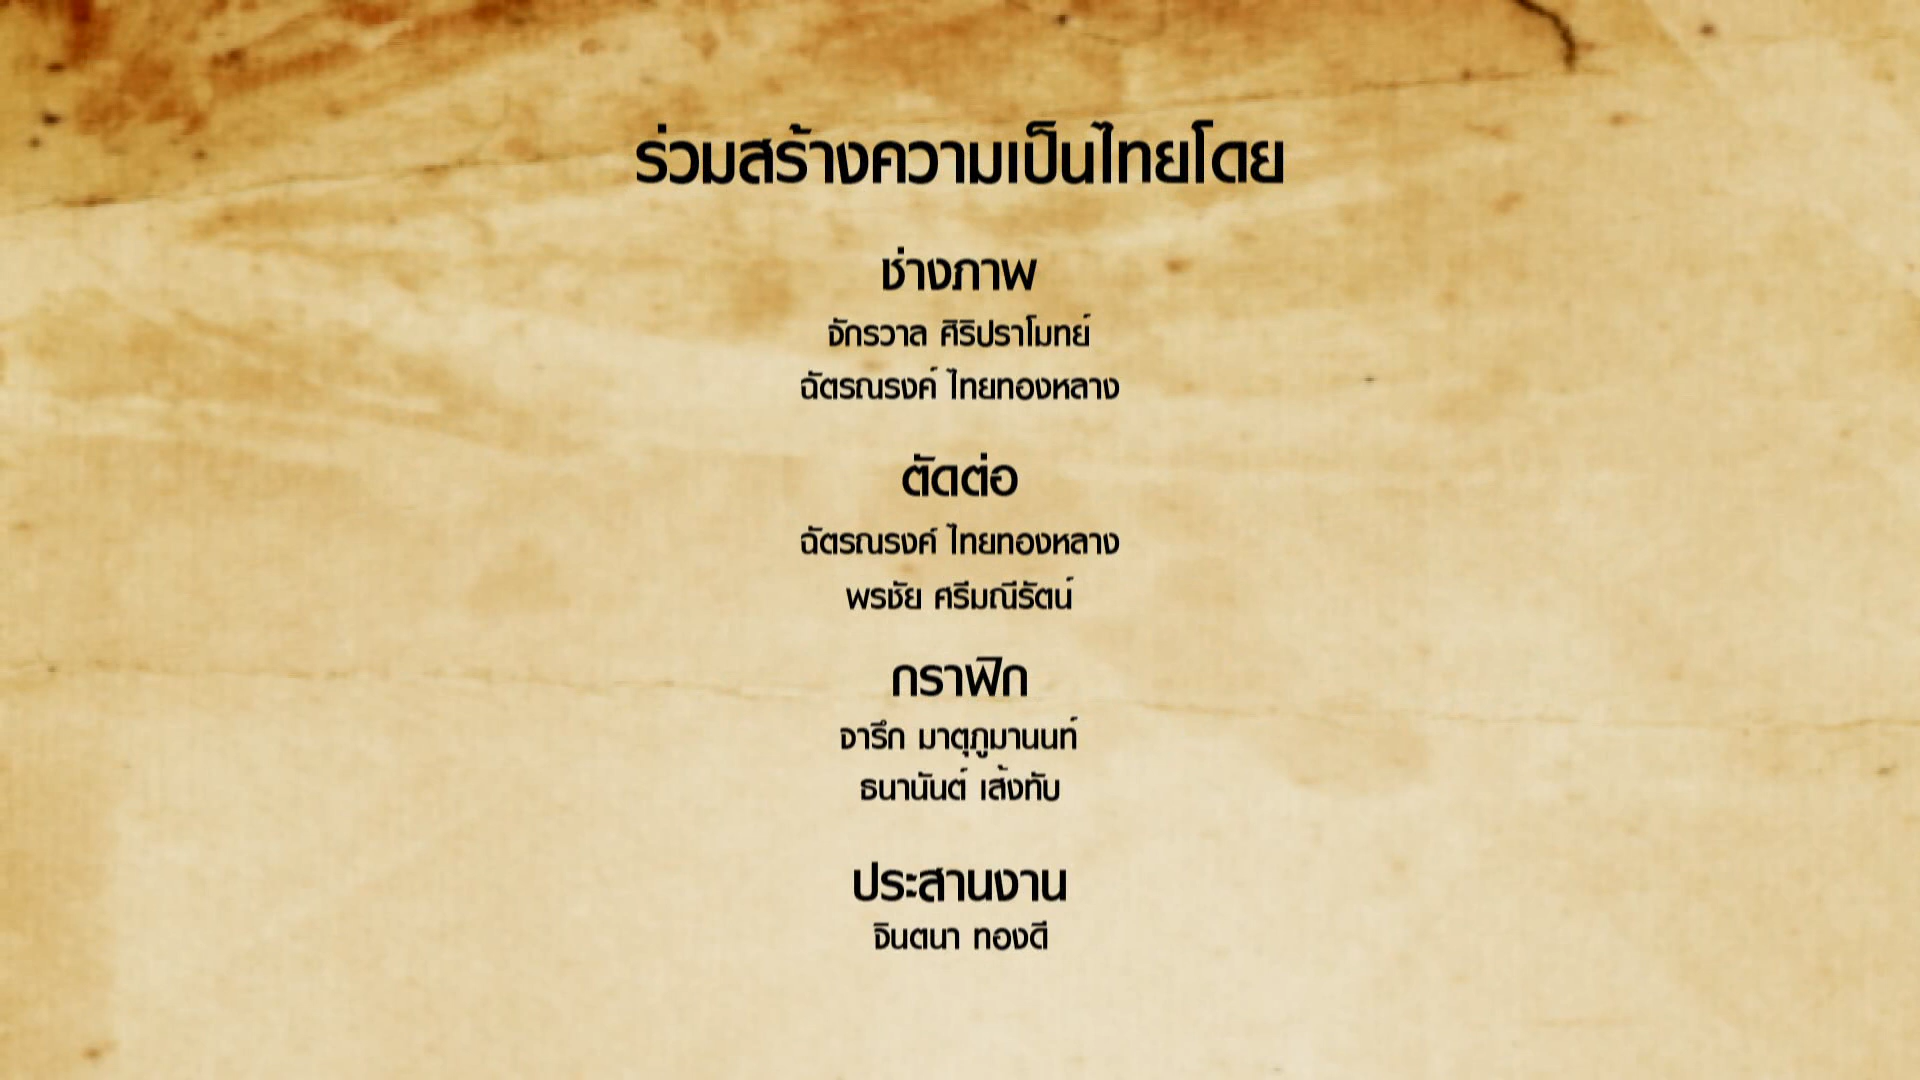 ร่วมสร้างความเป็นไทยโดย
ช่างภาพ
จักรวาล ศิริปราโมทย์
ฉัตรณรงค์ ไทยทองหลาง
ตัดต่อ
ฉัตรณรงค์ ไทยทองหลาง
พรชัย ศรีมณีรัตน์
กราฟิก
จารึก มาตุภูมานนท์
ธนานันต์ เส้งทับ
ประสานงาน
จินตนา ทองดี